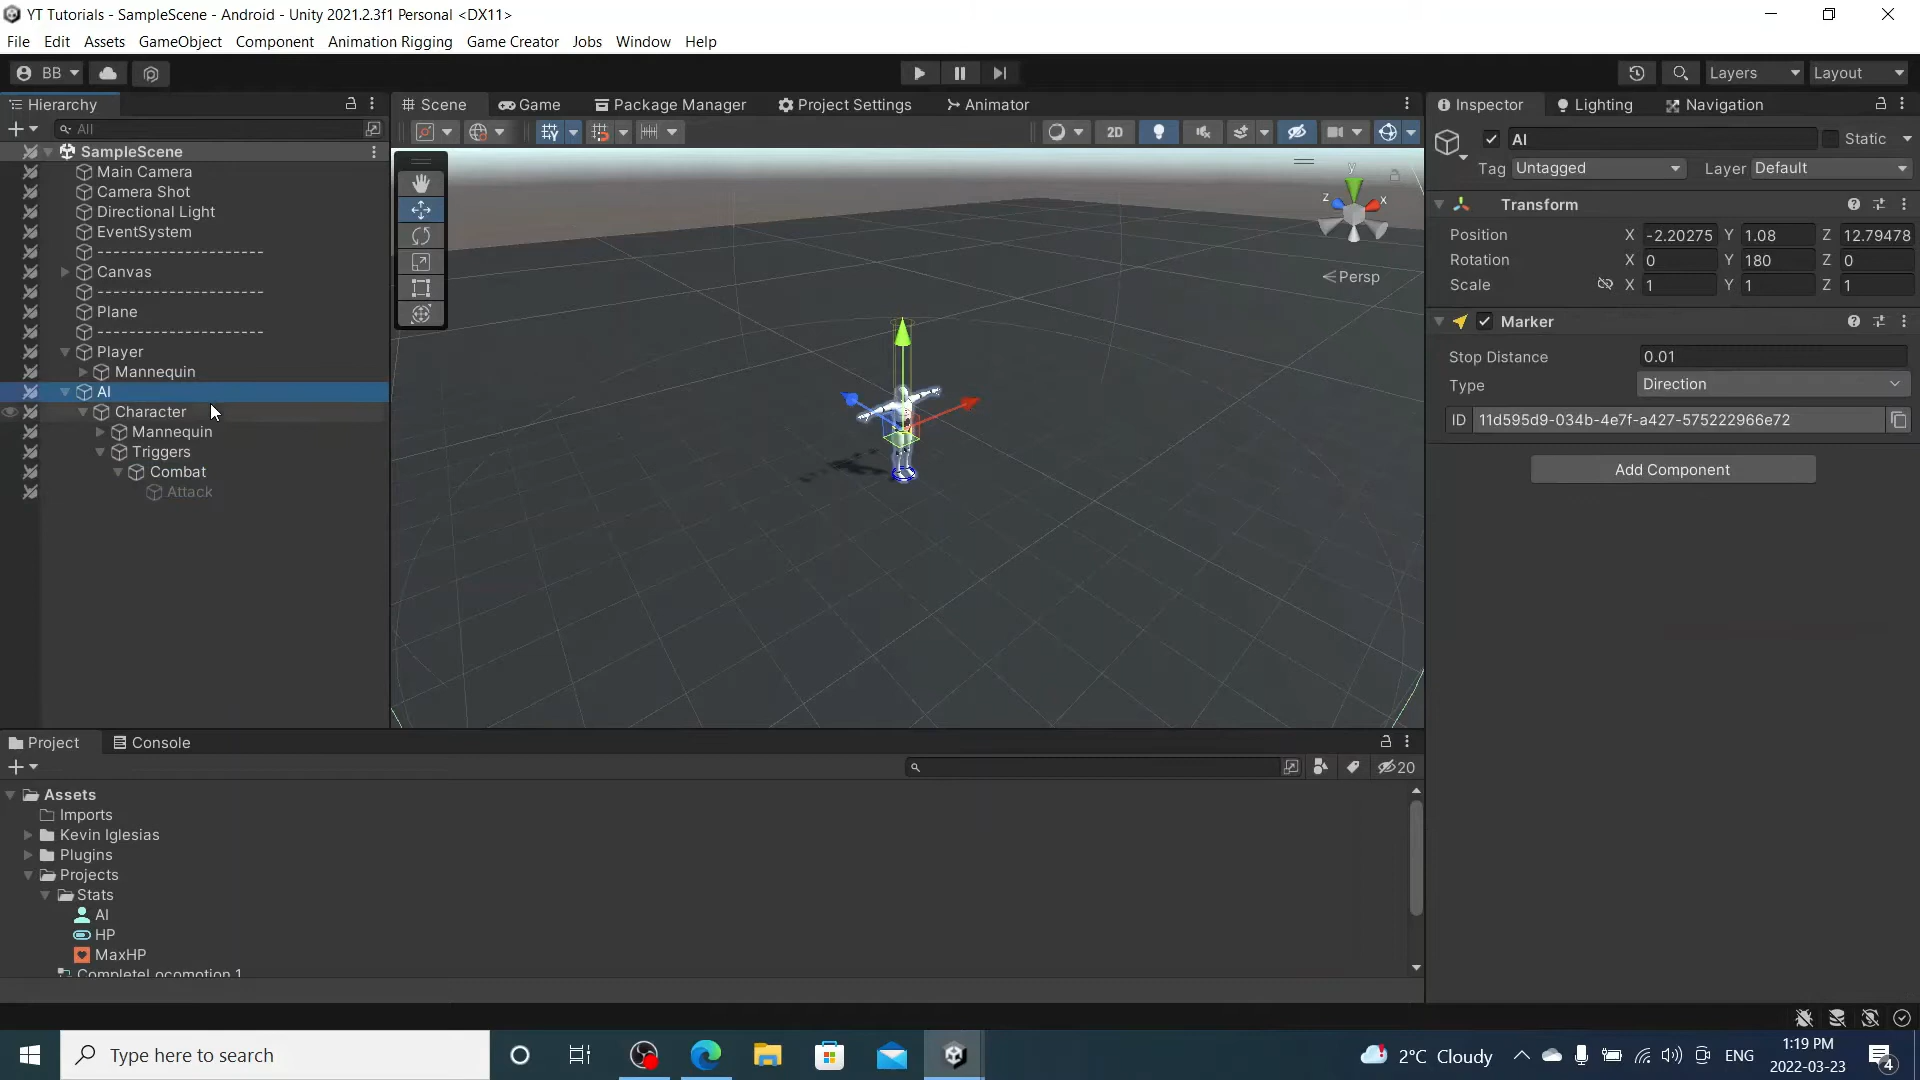 YT Tutorials - SampleScene - Android - Unity 2021.2.3f1 Personal <DX11>
File Edit Assets GameObject Component Animation Rigging Game Creator Jobs Window Help
BB Layers Layout
Hierarchy
All
SampleScene
Main Camera
Camera Shot
Directional Light
EventSystem
---------------------
Canvas
---------------------
Plane
---------------------
Player
Mannequin
AI
Character
Mannequin
Triggers
Combat
Attack
Scene Game Package Manager Project Settings Animator
2D
y
z x
Persp
Inspector Lighting Navigation
AI Static
Tag Untagged Layer Default
Transform
Position X -2.20275 Y 1.08 Z 12.79478
Rotation X 0 Y 180 Z 0
Scale X 1 Y 1 Z 1
Marker
Stop Distance 0.01
Type Direction
ID 11d595d9-034b-4e7f-a427-575222966e72
Add Component
Project Console
20
Assets
Imports
Kevin Iglesias
Plugins
Projects
Stats
AI
HP
MaxHP
CompleteLocomotion 1
Type here to search
2°C Cloudy ENG
1:19 PM
2022-03-23
4